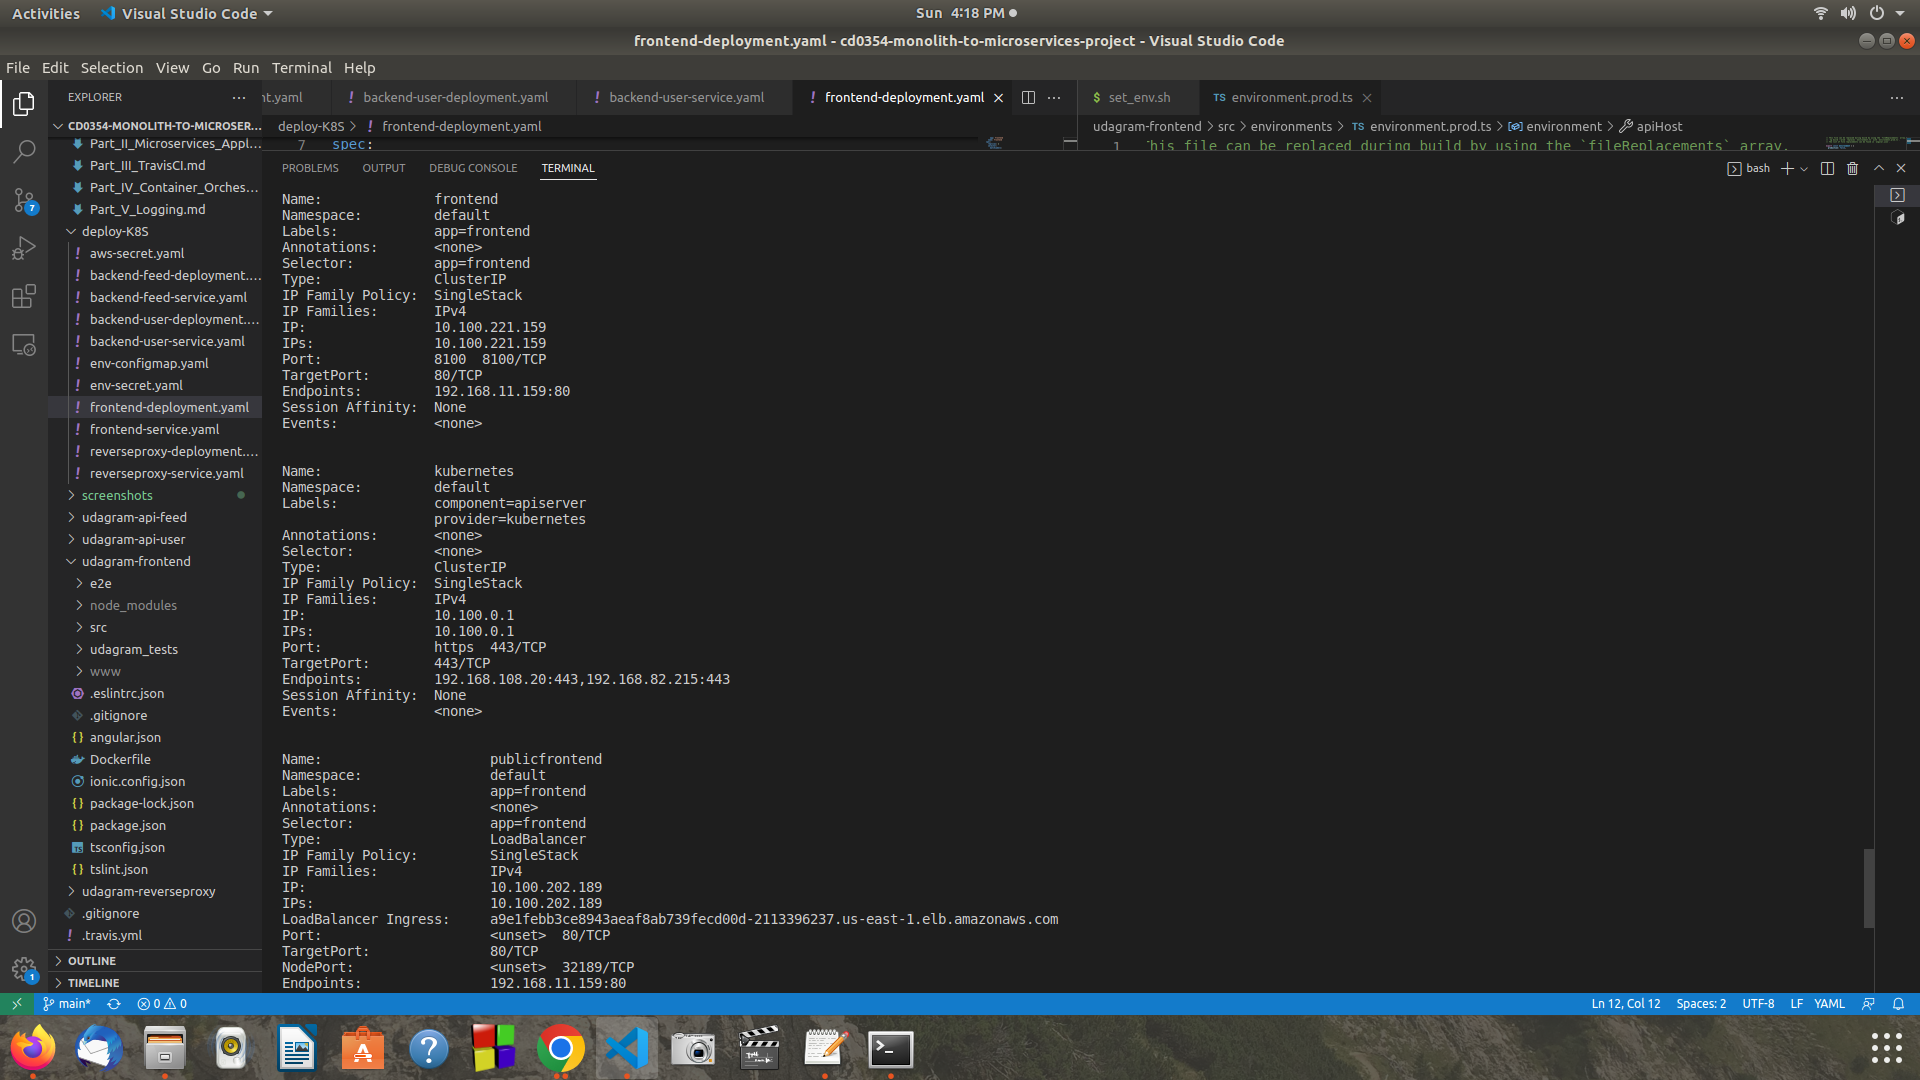 Activities Visual Studio Code Sun 4:18 PM
frontend-deployment.yaml - cd0354-monolith-to-microservices-project - Visual Studio Code
File Edit Selection View Go Run Terminal Help
EXPLORER
nt.yaml ! backend-user-deployment.yaml ! backend-user-service.yaml ! frontend-deployment.yaml $ set_env.sh TS environment.prod.ts
CD0354-MONOLITH-TO-MICROSER...
deploy-K8S > ! frontend-deployment.yaml
udagram-frontend > src > environments > TS environment.prod.ts > environment > apiHost
7 spec:
1 his file can be replaced during build by using the `fileReplacements` array.
Part_II_Microservices_Appl...
Part_III_TravisCI.md
Part_IV_Container_Orches...
Part_V_Logging.md
deploy-K8S
! aws-secret.yaml
! backend-feed-deployment....
! backend-feed-service.yaml
! backend-user-deployment....
! backend-user-service.yaml
! env-configmap.yaml
! env-secret.yaml
! frontend-deployment.yaml
! frontend-service.yaml
! reverseproxy-deployment....
! reverseproxy-service.yaml
screenshots
udagram-api-feed
udagram-api-user
udagram-frontend
e2e
node_modules
src
udagram_tests
www
.eslintrc.json
.gitignore
{} angular.json
Dockerfile
ionic.config.json
{} package-lock.json
{} package.json
TS tsconfig.json
{} tslint.json
udagram-reverseproxy
.gitignore
! .travis.yml
OUTLINE
TIMELINE
7
1
PROBLEMS OUTPUT DEBUG CONSOLE TERMINAL bash
Name: frontend
Namespace: default
Labels: app=frontend
Annotations: <none>
Selector: app=frontend
Type: ClusterIP
IP Family Policy: SingleStack
IP Families: IPv4
IP: 10.100.221.159
IPs: 10.100.221.159
Port: 8100 8100/TCP
TargetPort: 80/TCP
Endpoints: 192.168.11.159:80
Session Affinity: None
Events: <none>
Name: kubernetes
Namespace: default
Labels: component=apiserver
provider=kubernetes
Annotations: <none>
Selector: <none>
Type: ClusterIP
IP Family Policy: SingleStack
IP Families: IPv4
IP: 10.100.0.1
IPs: 10.100.0.1
Port: https 443/TCP
TargetPort: 443/TCP
Endpoints: 192.168.108.20:443,192.168.82.215:443
Session Affinity: None
Events: <none>
Name: publicfrontend
Namespace: default
Labels: app=frontend
Annotations: <none>
Selector: app=frontend
Type: LoadBalancer
IP Family Policy: SingleStack
IP Families: IPv4
IP: 10.100.202.189
IPs: 10.100.202.189
LoadBalancer Ingress: a9e1febb3ce8943aeaf8ab739fecd00d-2113396237.us-east-1.elb.amazonaws.com
Port: <unset> 80/TCP
TargetPort: 80/TCP
NodePort: <unset> 32189/TCP
Endpoints: 192.168.11.159:80
main* 0 0 Ln 12, Col 12 Spaces: 2 UTF-8 LF YAML